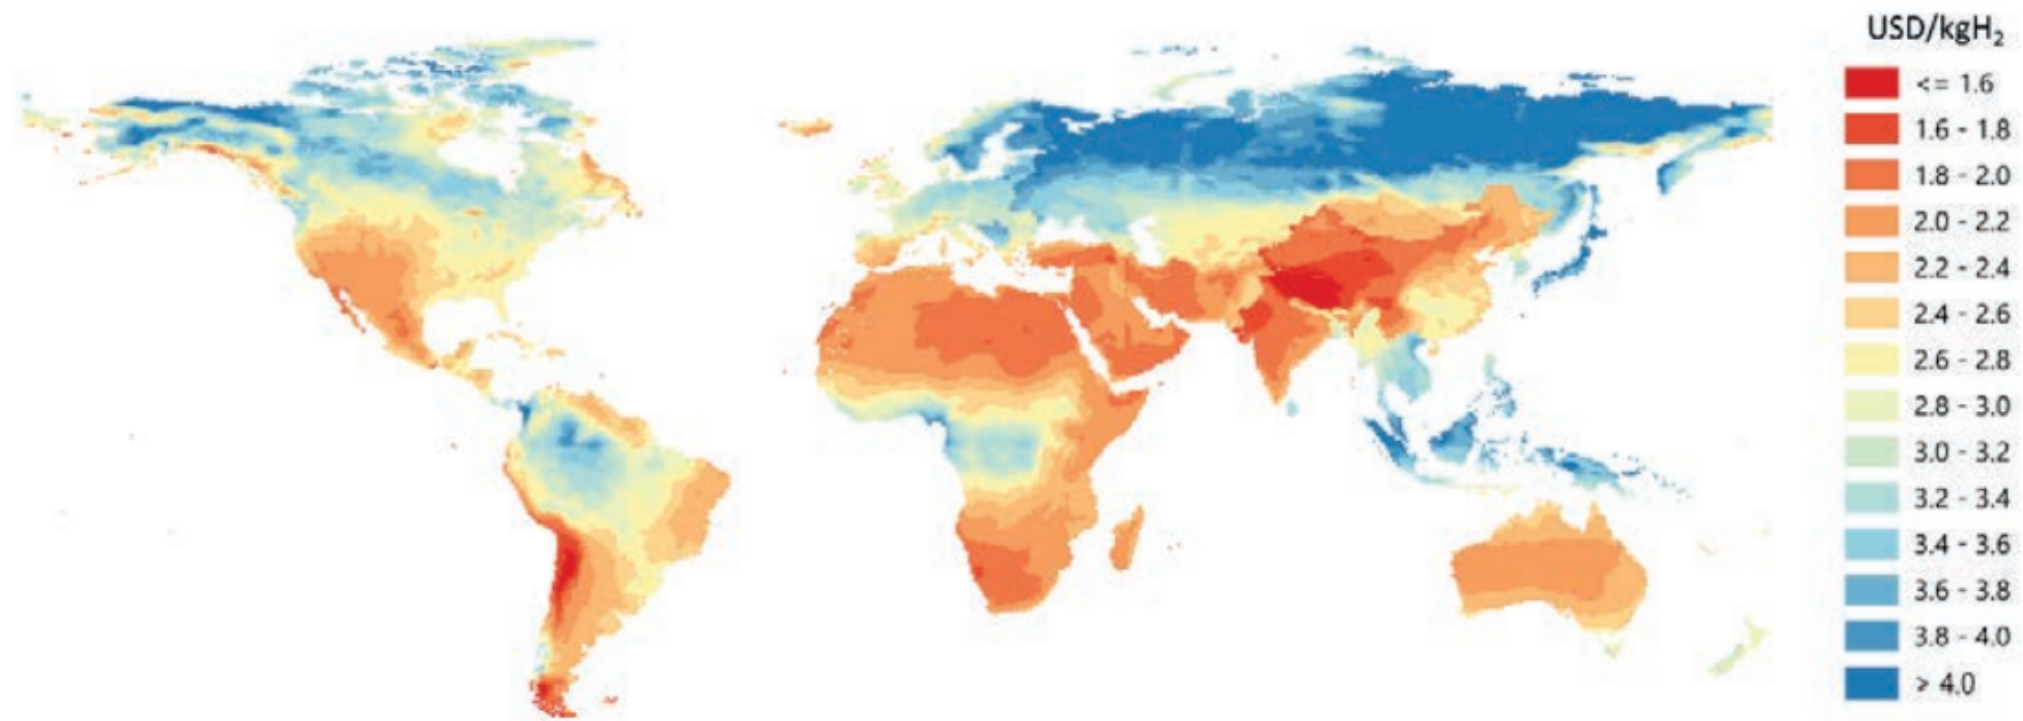 USD/kgH₂
<= 1.6
1.6 - 1.8
1.8 - 2.0
2.0 - 2.2
2.2 - 2.4
2.4 - 2.6
2.6 - 2.8
2.8 - 3.0
3.0 - 3.2
3.2 - 3.4
3.4 - 3.6
3.6 - 3.8
3.8 - 4.0
> 4.0